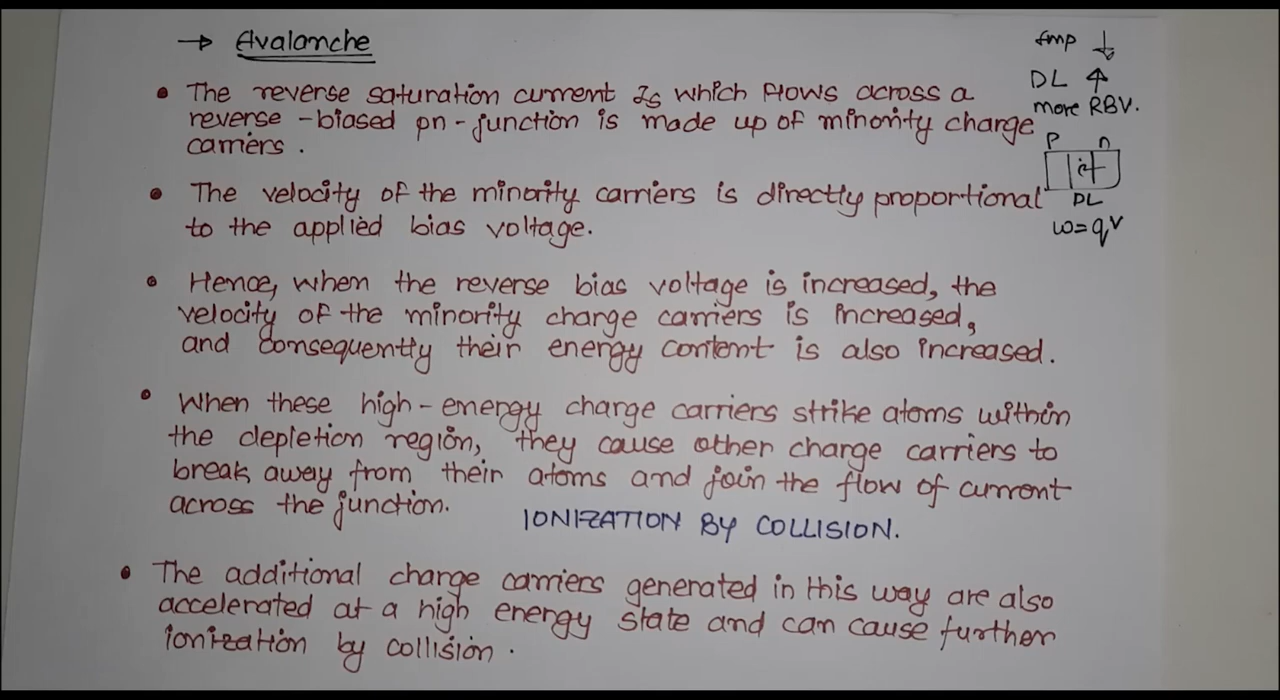 → Avalanche
• The reverse saturation current Is which flows across a
reverse-biased pn-junction is made up of minority charge
carriers.
• The velocity of the minority carriers is directly proportional
to the applied bias voltage.
• Hence, when the reverse bias voltage is increased, the
velocity of the minority charge carriers is increased,
and consequently their energy content is also increased.
• When these high-energy charge carriers strike atoms within
the depletion region, they cause other charge carriers to
break away from their atoms and join the flow of current
across the junction.
IONIZATION BY COLLISION.
• The additional charge carriers generated in this way are also
accelerated at a high energy state and can cause further
ionization by collision.
Imp ↓
DL ↑
more RBV.
P n
DL
w=qv